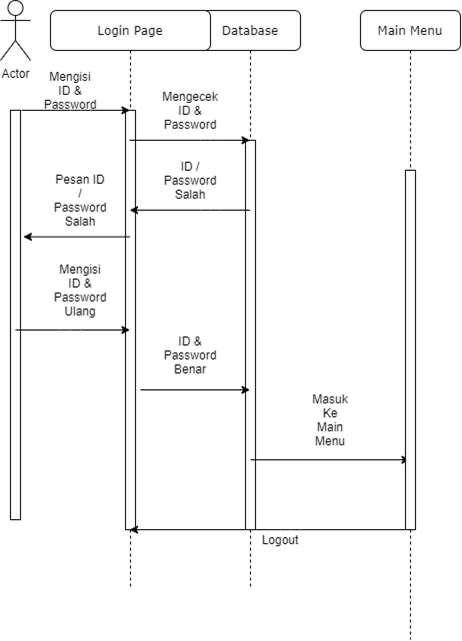 Login Page
Database
Main Menu
Actor
Mengisi
ID &
Password
Mengecek
ID &
Password
ID /
Password
Salah
Pesan ID
/
Password
Salah
Mengisi
ID &
Password
Ulang
ID &
Password
Benar
Masuk
Ke
Main
Menu
Logout